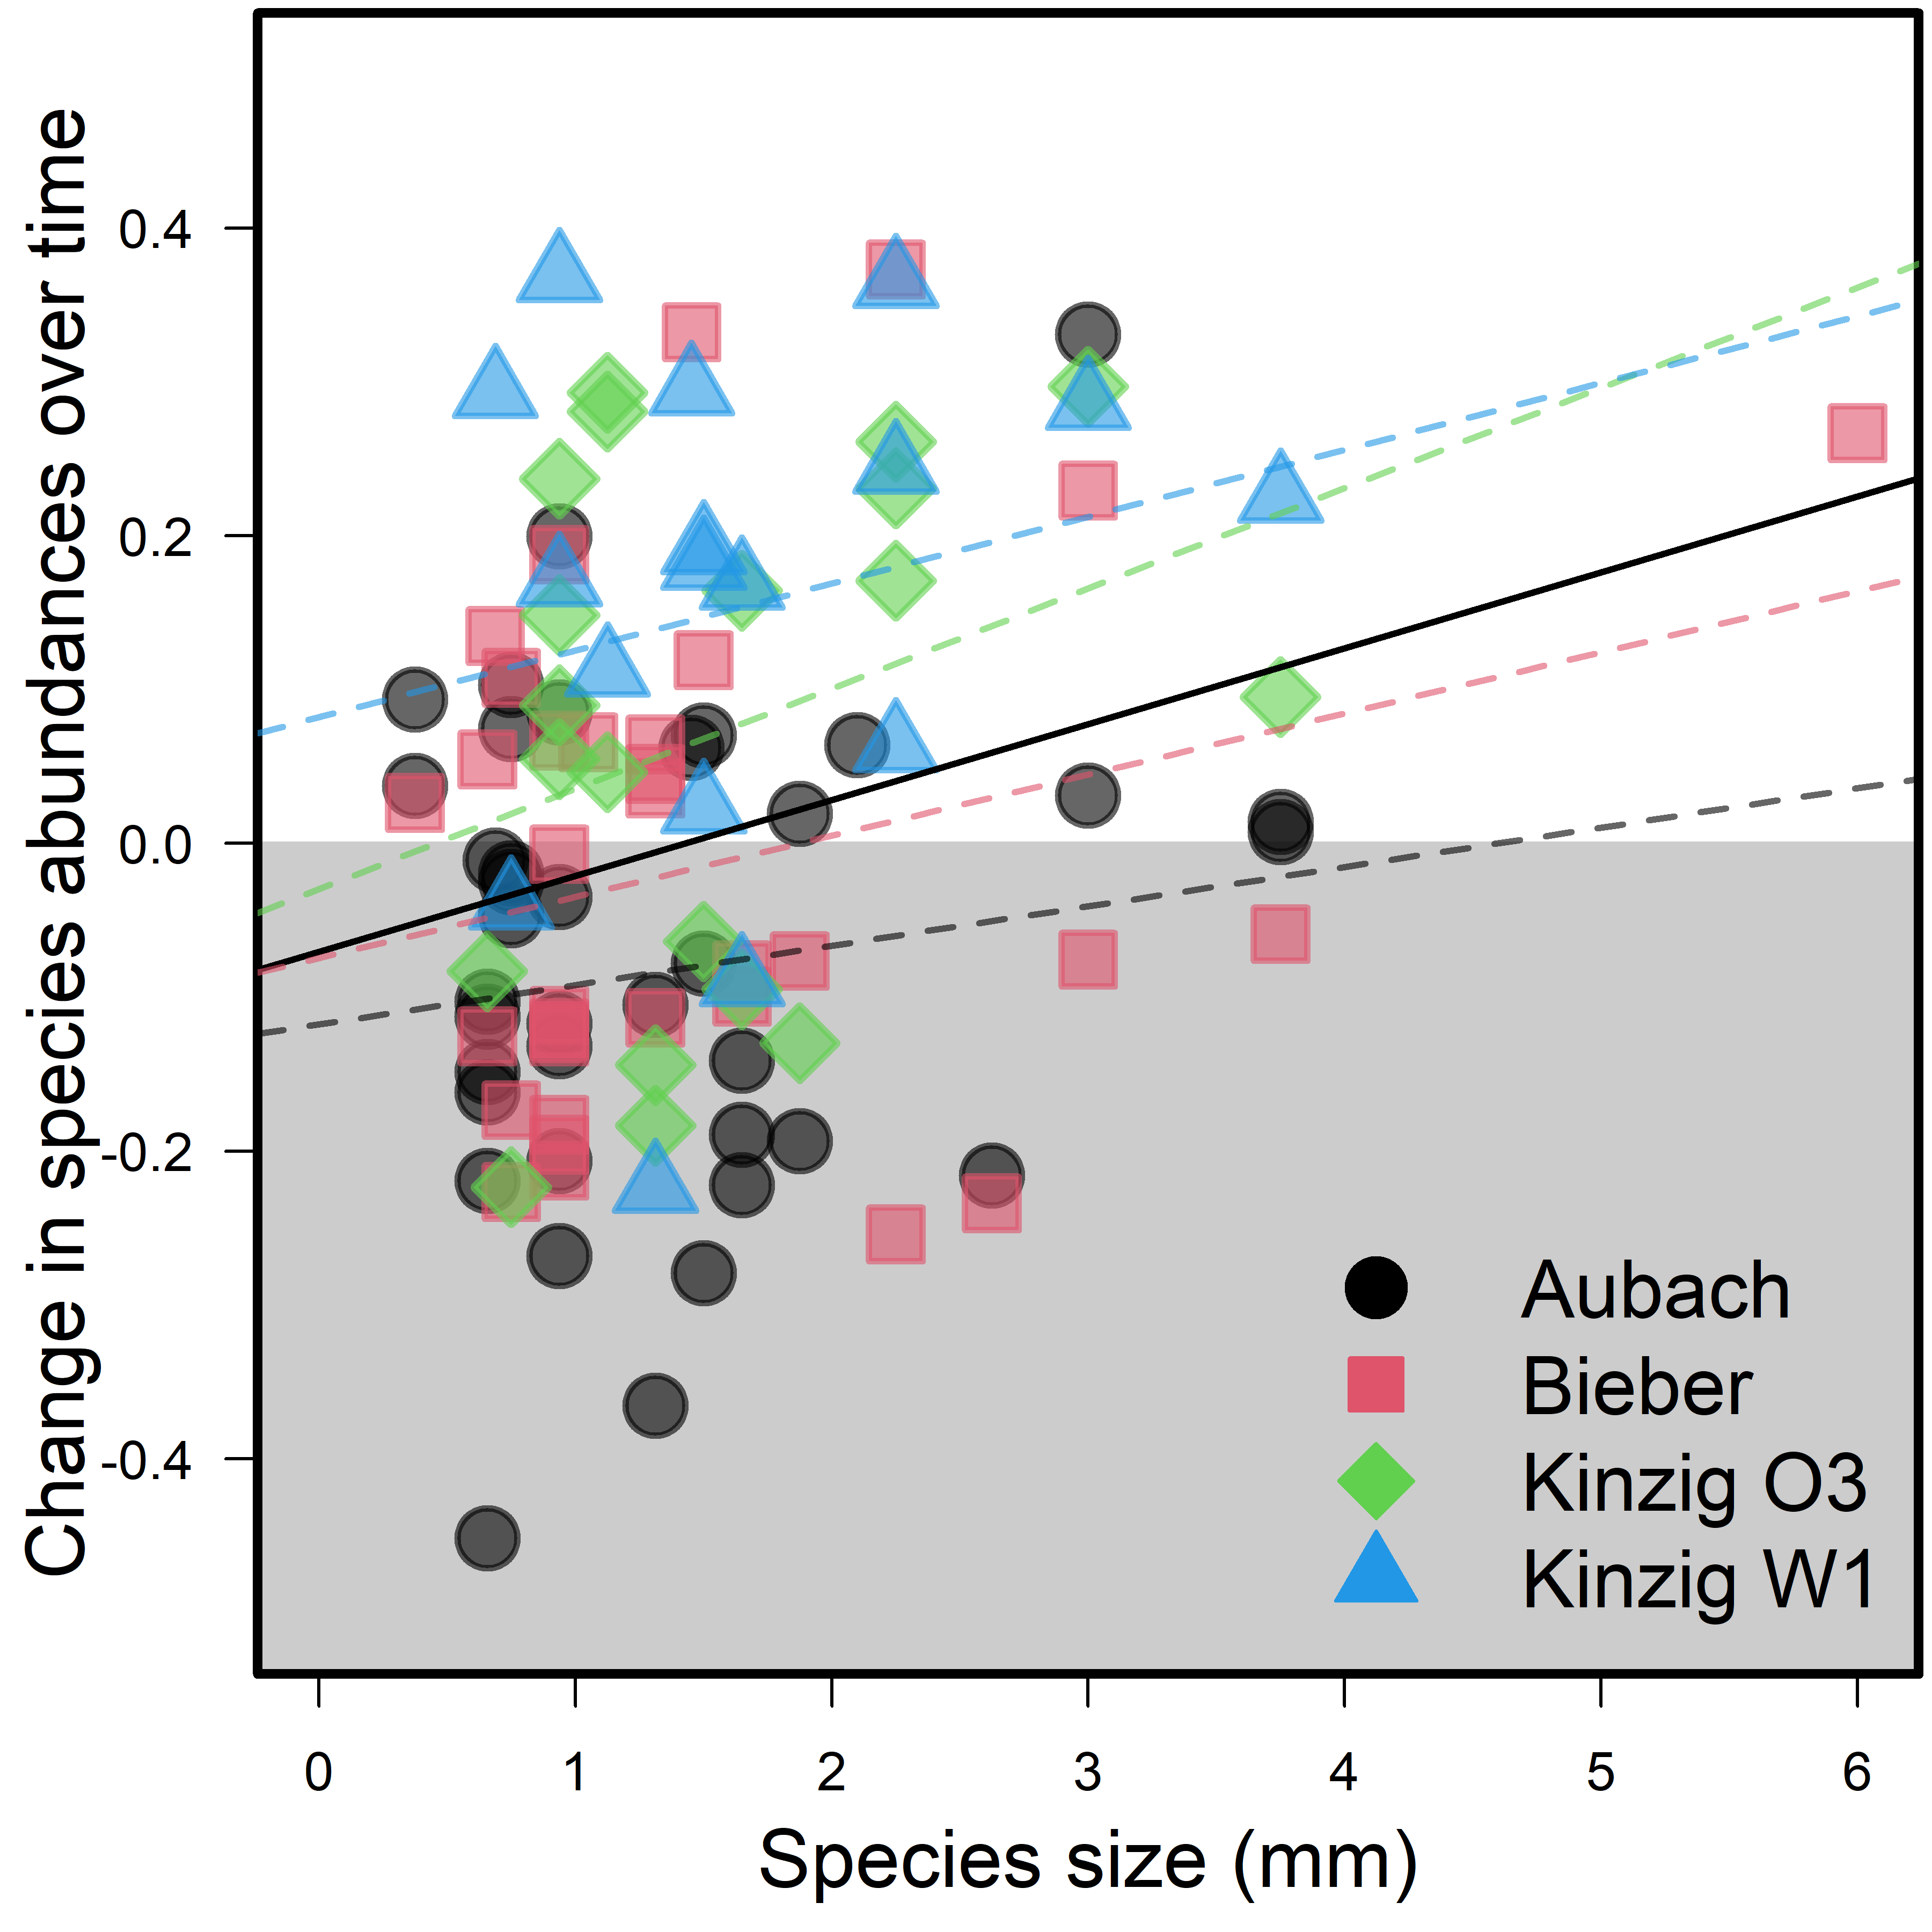 Change in species abundances over time
0.4
0.2
0.0
-0.2
-0.4
Aubach
Bieber
Kinzig O3
Kinzig W1
0 1 2 3 4 5 6
Species size (mm)